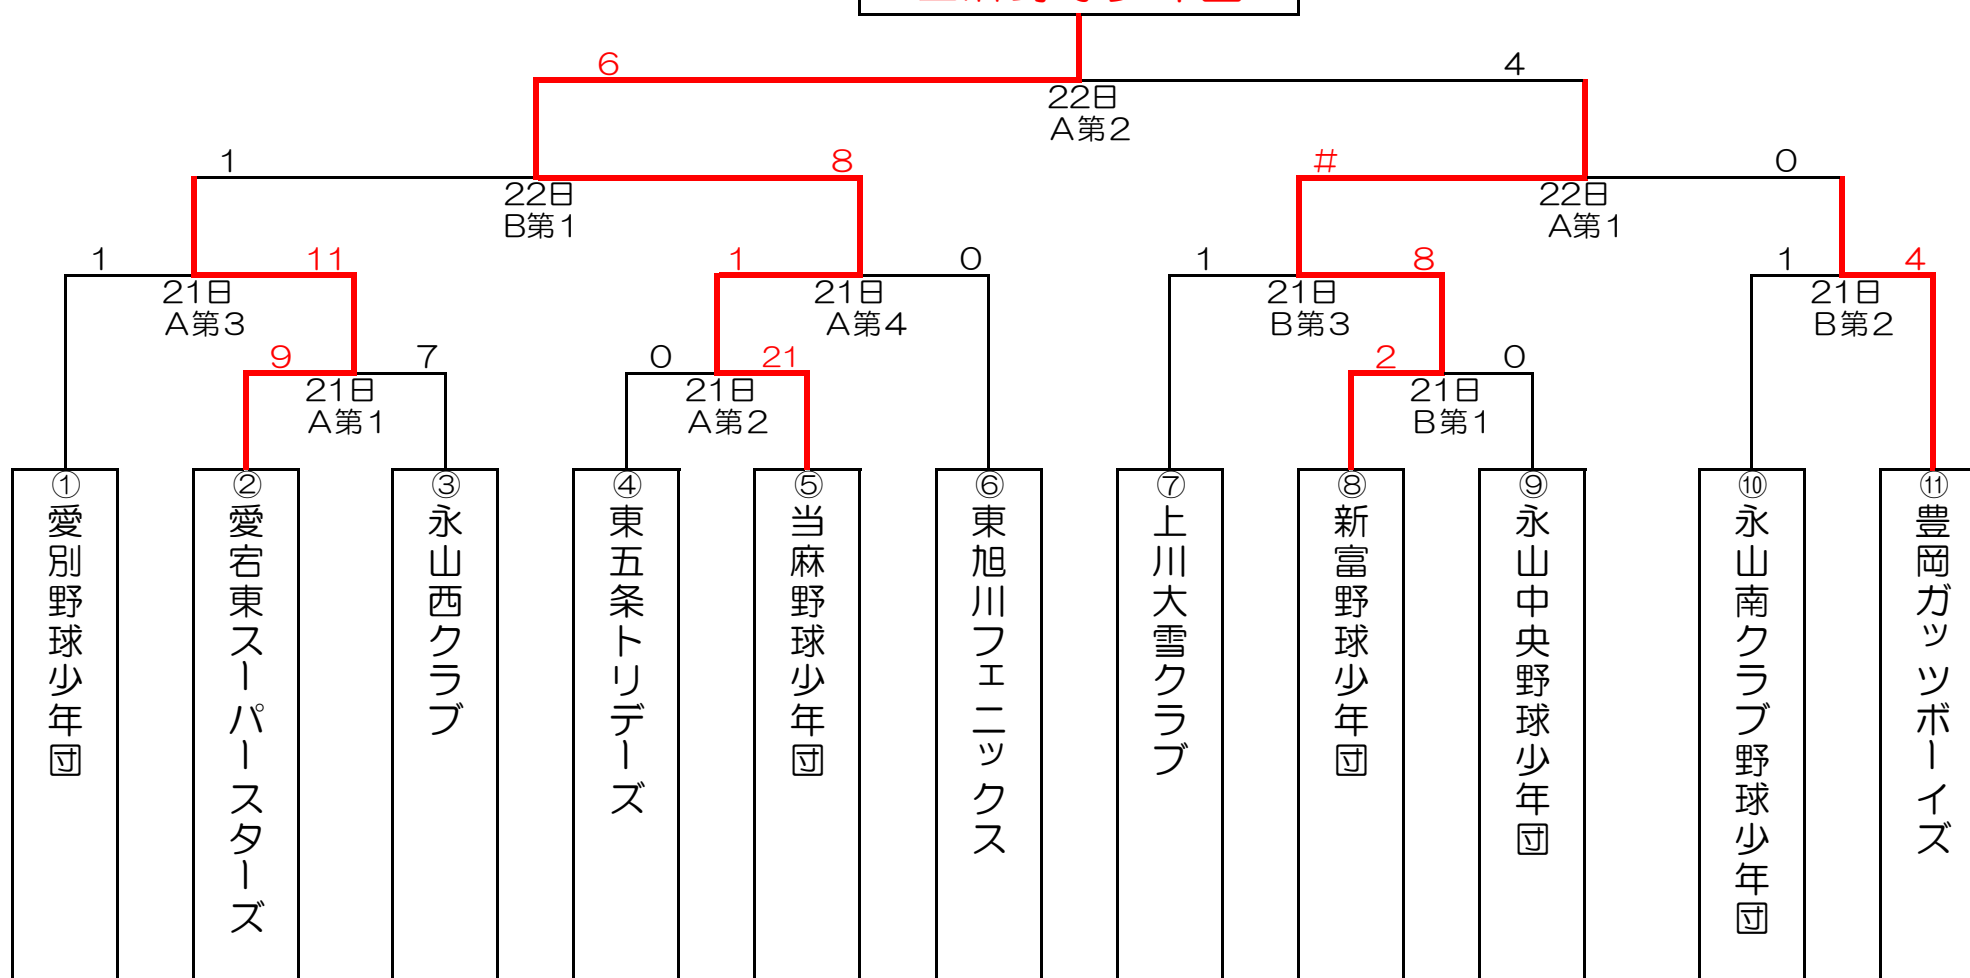 6
4
22日
A第2
1
8
#
0
22日
B第1
22日
A第1
1
11
1
0
1
8
1
4
21日
A第3
21日
A第4
21日
B第3
21日
B第2
9
7
0
21
2
0
21日
A第1
21日
A第2
21日
B第1
①愛別野球少年団
②愛宕東スーパースターズ
③永山西クラブ
④東五条トリデーズ
⑤当麻野球少年団
⑥東旭川フェニックス
⑦上川大雪クラブ
⑧新富野球少年団
⑨永山中央野球少年団
⑩永山南クラブ野球少年団
⑪豊岡ガッツボーイズ